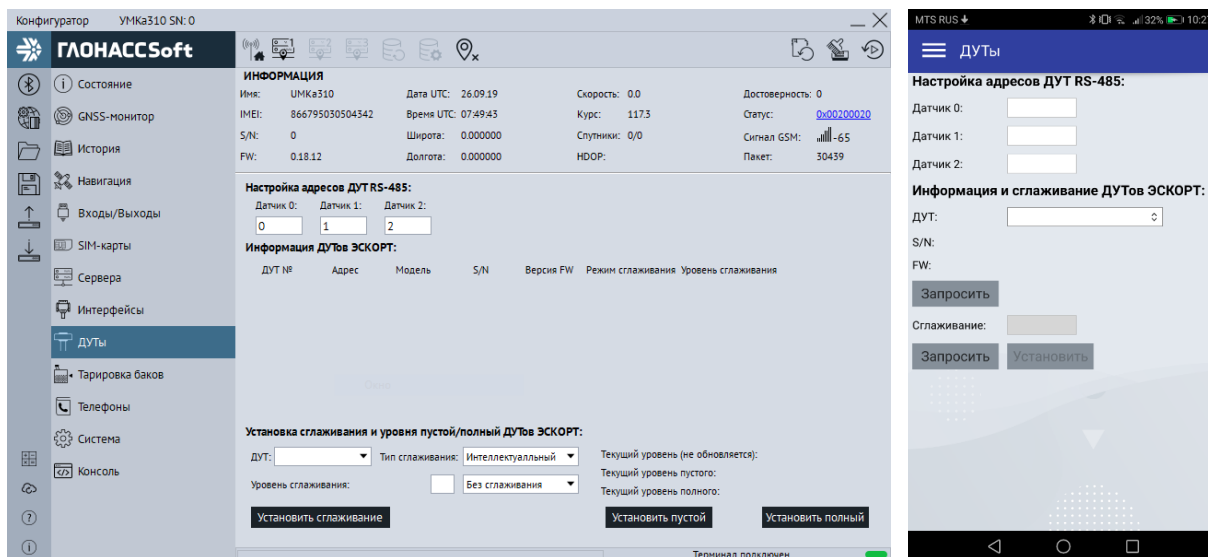 Конфигуратор УМКа310 SN: 0
ГЛОНАССSoft
Состояние
GNSS-монитор
История
Навигация
Входы/Выходы
SIM-карты
Сервера
Интерфейсы
ДУТы
Тарировка баков
Телефоны
Система
Консоль
1 2 3
ИНФОРМАЦИЯ
Имя: UMKa310 Дата UTC: 26.09.19 Скорость: 0.0 Достоверность: 0
IMEI: 866795030504342 Время UTC: 07:49:43 Курс: 117.3 Статус: 0x00200020
S/N: 0 Широта: 0.000000 Спутники: 0/0 Сигнал GSM: -65
FW: 0.18.12 Долгота: 0.000000 HDOP: Пакет: 30439
Настройка адресов ДУТ RS-485:
Датчик 0: Датчик 1: Датчик 2:
0 1 2
Информация ДУТов ЭСКОРТ:
ДУТ № Адрес Модель S/N Версия FW Режим сглаживания Уровень сглаживания
Установка сглаживания и уровня пустой/полный ДУТов ЭСКОРТ:
ДУТ: Тип сглаживания: Интеллектуалльный Текущий уровень (не обновляется):
Текущий уровень пустого:
Уровень сглаживания: Без сглаживания Текущий уровень полного:
Установить сглаживание Установить пустой Установить полный
Терминал подключен
MTS RUS 32% 10:2
ДУТы
Настройка адресов ДУТ RS-485:
Датчик 0:
Датчик 1:
Датчик 2:
Информация и сглаживание ДУТов ЭСКОРТ:
ДУТ:
S/N:
FW:
Запросить
Сглаживание:
Запросить Установить